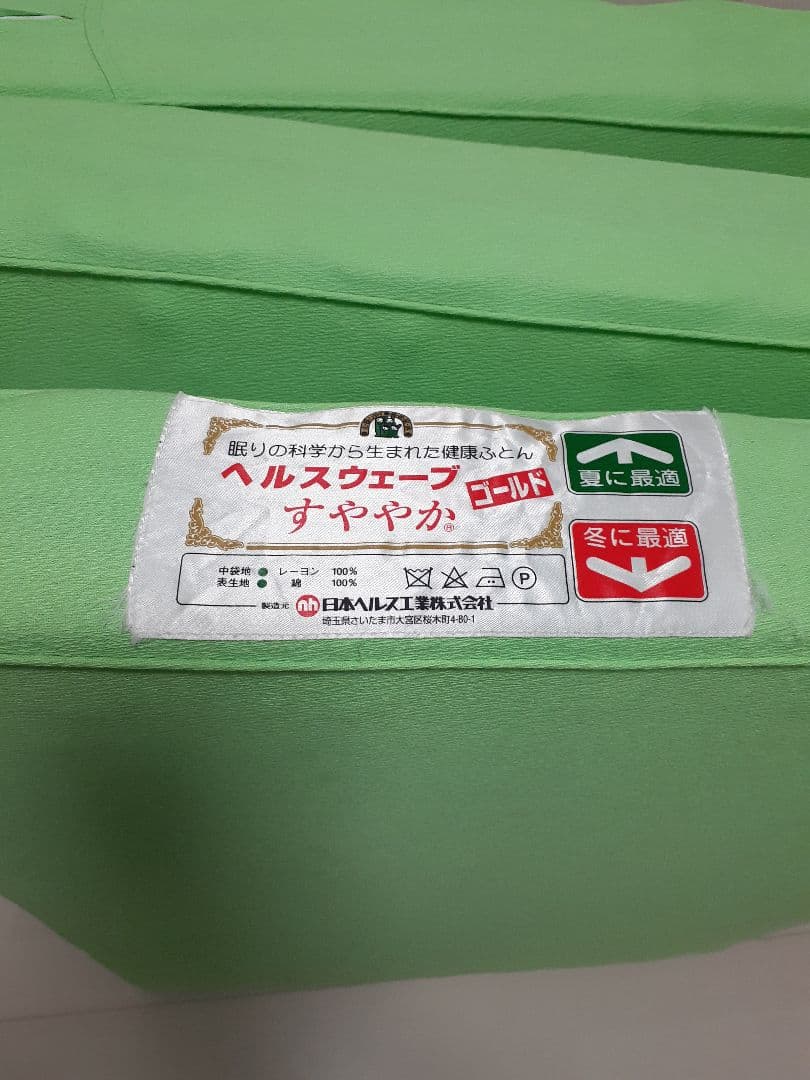 眠りの科学から生まれた健康ふとん
ヘルスウェーブ
ゴールド
すややか®
夏に最適
冬に最適
中袋地 ● レーヨン 100%
表生地 ● 綿 100%
P
製造元 nh 日本ヘルス工業株式会社
埼玉県さいたま市大宮区桜木町4-80-1